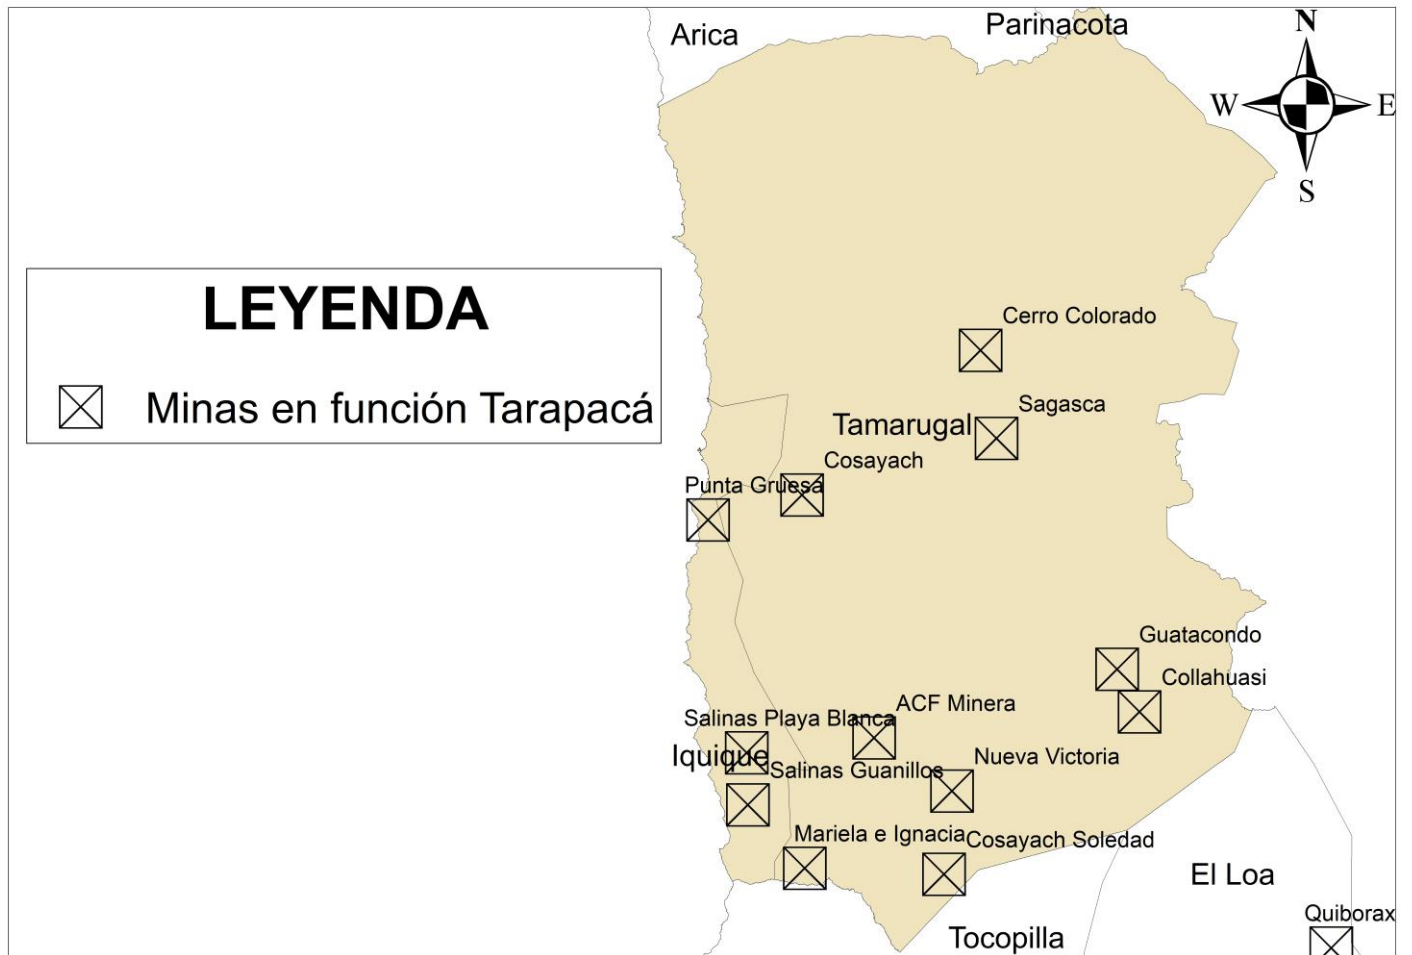 Parinacota
N
Arica
W
E
S
LEYENDA
Cerro Colorado
Minas en función Tarapacá
Sagasca
Tamarugal
Cosayach
Punta Gruesa
Guatacondo
Collahuasi
ACF Minera
Salinas Playa Blanca
Iquique
Nueva Victoria
Salinas Guanillos
Mariela e Ignacia
Cosayach Soledad
El Loa
Quiborax
Tocopilla